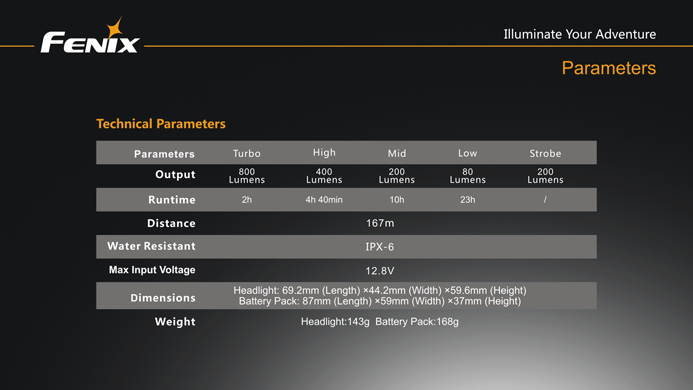 FENIX
Illuminate Your Adventure
Parameters
Technical Parameters
Parameters Turbo High Mid Low Strobe
Output 800 Lumens 400 Lumens 200 Lumens 80 Lumens 200 Lumens
Runtime 2h 4h 40min 10h 23h /
Distance 167m
Water Resistant IPX-6
Max Input Voltage 12.8V
Dimensions Headlight: 69.2mm (Length) ×44.2mm (Width) ×59.6mm (Height)
Battery Pack: 87mm (Length) ×59mm (Width) ×37mm (Height)
Weight Headlight:143g Battery Pack:168g